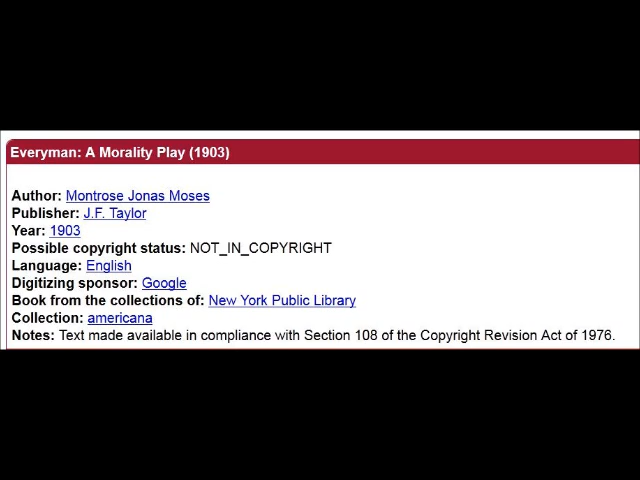 Everyman: A Morality Play (1903)
Author: Montrose Jonas Moses
Publisher: J.F. Taylor
Year: 1903
Possible copyright status: NOT_IN_COPYRIGHT
Language: English
Digitizing sponsor: Google
Book from the collections of: New York Public Library
Collection: americana
Notes: Text made available in compliance with Section 108 of the Copyright Revision Act of 1976.